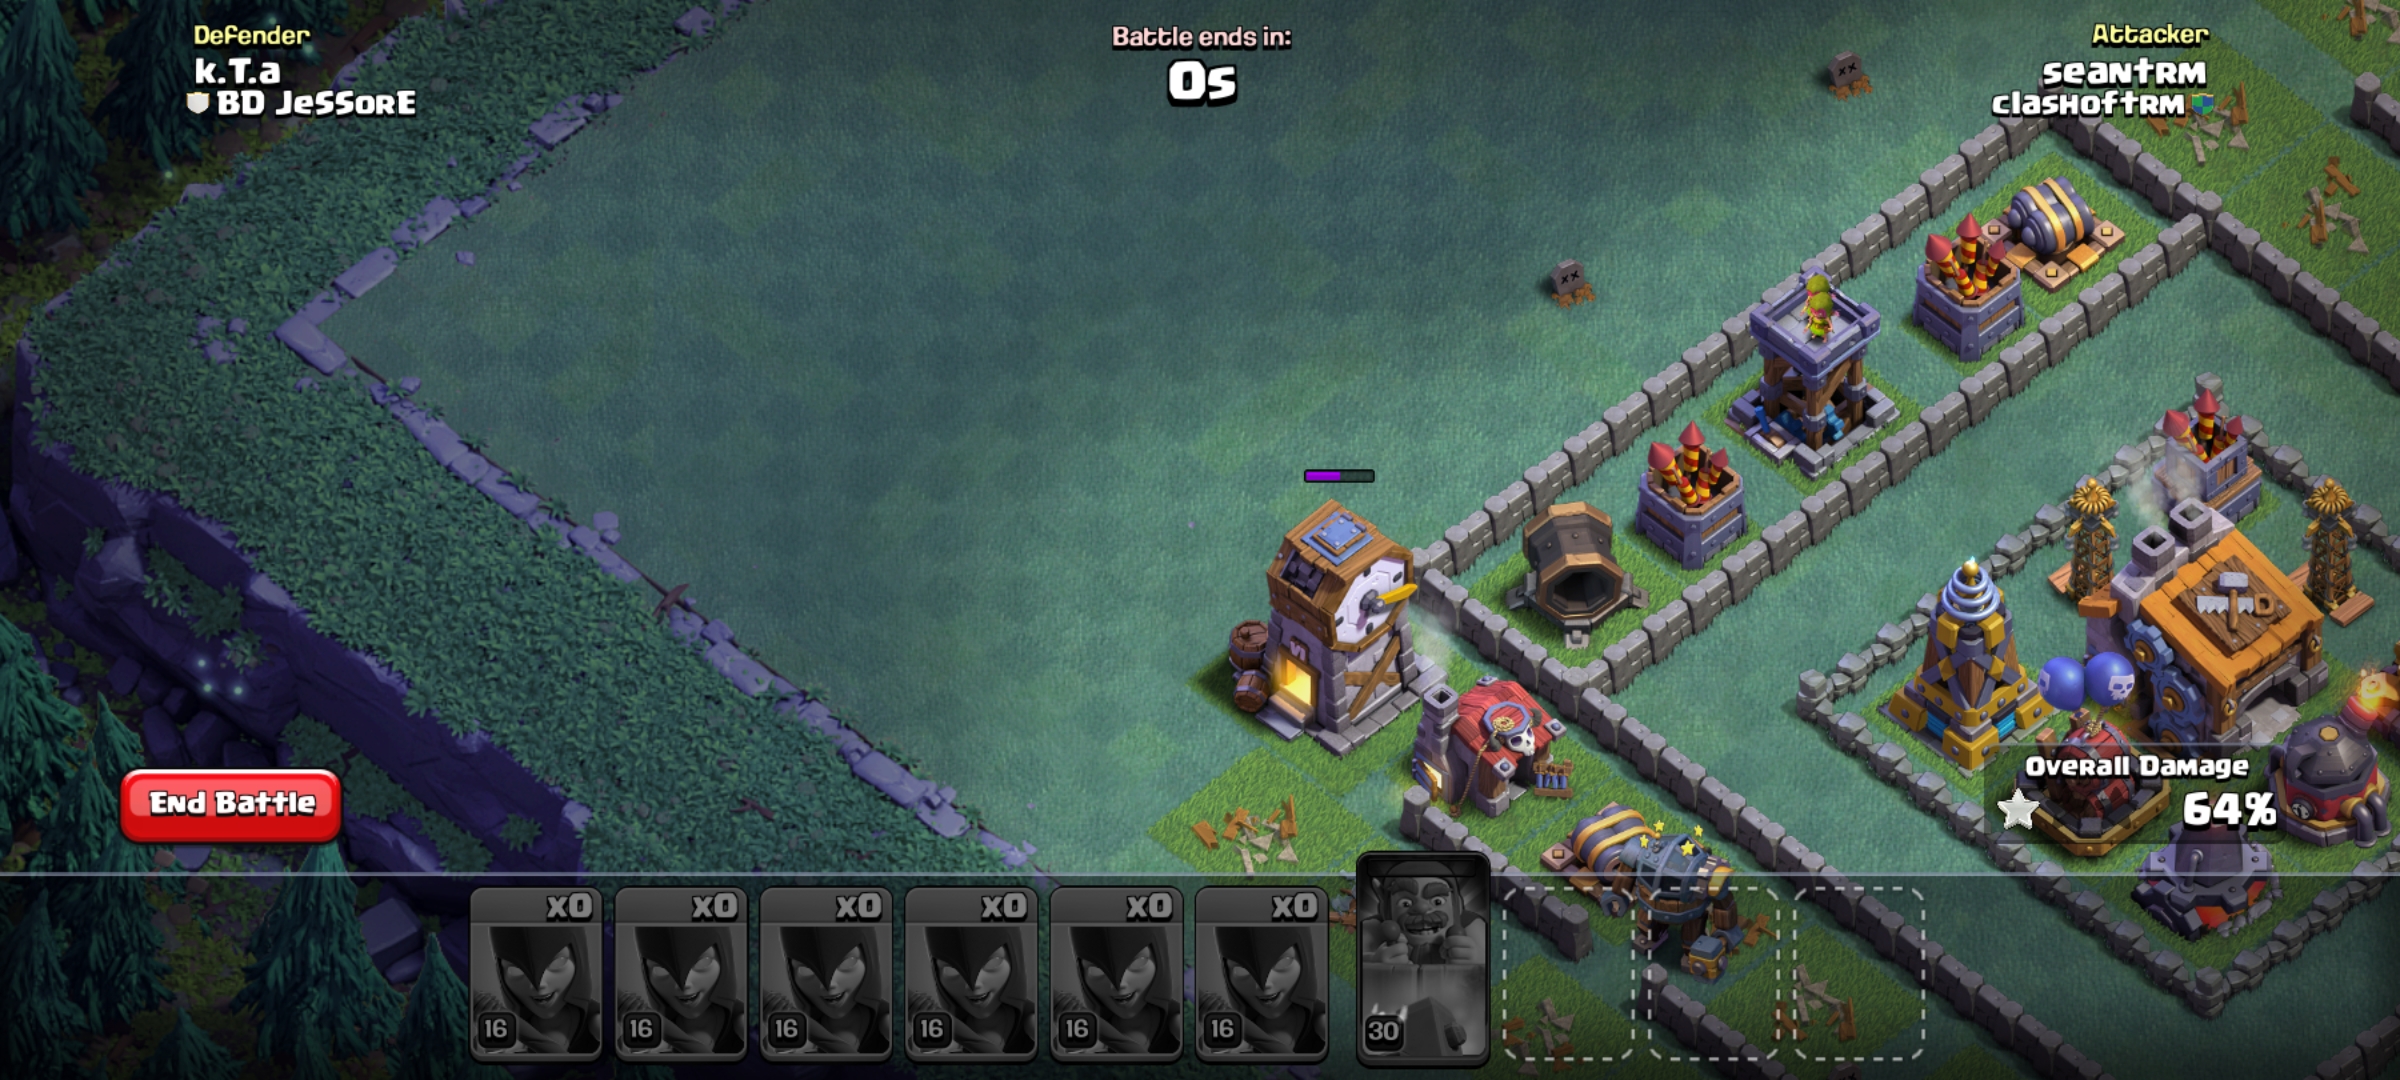 Defender
k.T.a
BD JeSSorE
Battle ends in:
0s
Attacker
seantRM
clasHoftRM
End Battle
Overall Damage
64%
x0
x0
x0
x0
x0
x0
16
16
16
16
16
16
30